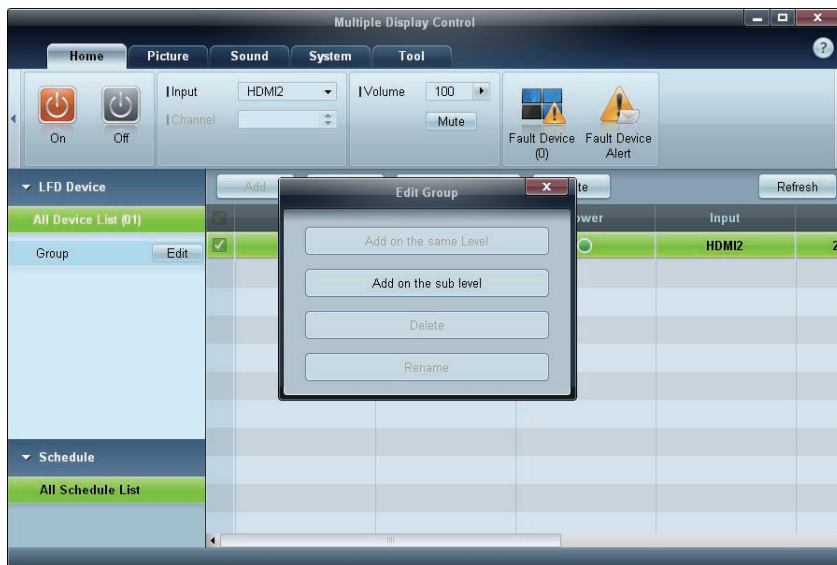 Multiple Display Control
Home Picture Sound System Tool
Input HDMI2 Volume 100
Channel Mute
On Off Fault Device (0) Fault Device Alert
LFD Device Add Edit Group Refresh
All Device List (01) Input
Group Edit HDMI2
Add on the same Level
Add on the sub level
Delete
Rename
Schedule
All Schedule List